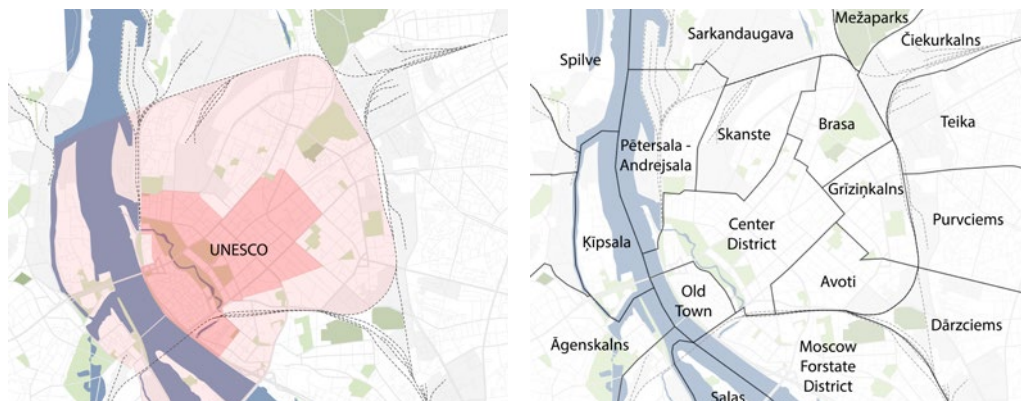 UNESCO
Mežaparks
Sarkandaugava
Čiekurkalns
Spilve
Teika
Brasa
Skanste
Pētersala -
Andrejsala
Grīziņkalns
Purvciems
Center
District
Ķīpsala
Avoti
Old
Town
Dārzciems
Āgenskalns
Moscow
Forstate
District
Salas